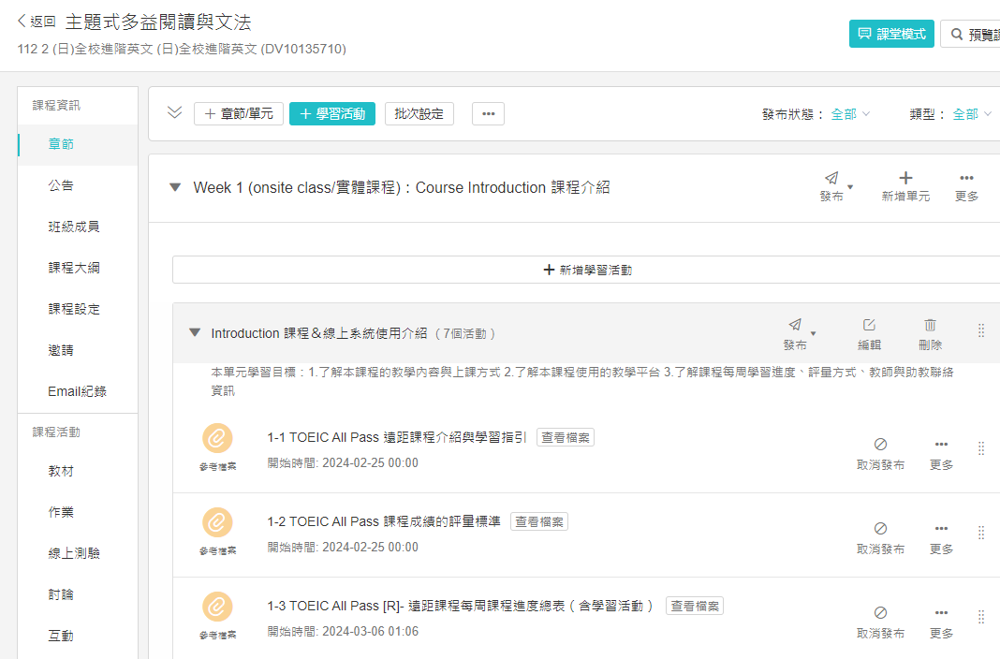 返回 主題式多益閱讀與文法
112 2 (日)全校進階英文 (日)全校進階英文 (DV10135710)
課堂模式
預覽課
課程資訊
章節
公告
班級成員
課程大綱
課程設定
邀請
Email紀錄
課程活動
教材
作業
線上測驗
討論
互動
章節/單元
學習活動
批次設定
發布狀態： 全部
類型： 全部
Week 1 (onsite class/實體課程)：Course Introduction 課程介紹
發布
新增單元
更多
新增學習活動
Introduction 課程＆線上系統使用介紹 （7個活動）
發布
編輯
刪除
本單元學習目標：1.了解本課程的教學內容與上課方式 2.了解本課程使用的教學平台 3.了解課程每周學習進度、評量方式、教師與助教聯絡
資訊
參考檔案
1-1 TOEIC All Pass 遠距課程介紹與學習指引 查看檔案
開始時間: 2024-02-25 00:00
取消發布
更多
參考檔案
1-2 TOEIC All Pass 課程成績的評量標準 查看檔案
開始時間: 2024-02-25 00:00
取消發布
更多
參考檔案
1-3 TOEIC All Pass [R]- 遠距課程每周課程進度總表（含學習活動） 查看檔案
開始時間: 2024-03-06 01:06
取消發布
更多